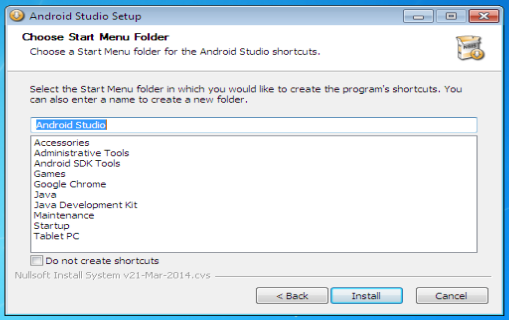 Android Studio Setup
Choose Start Menu Folder
Choose a Start Menu folder for the Android Studio shortcuts.
Select the Start Menu folder in which you would like to create the program's shortcuts. You
can also enter a name to create a new folder.
Android Studio
Accessories
Administrative Tools
Android SDK Tools
Games
Google Chrome
Java
Java Development Kit
Maintenance
Startup
Tablet PC
Do not create shortcuts
Nullsoft Install System v21-Mar-2014.cvs
< Back
Install
Cancel